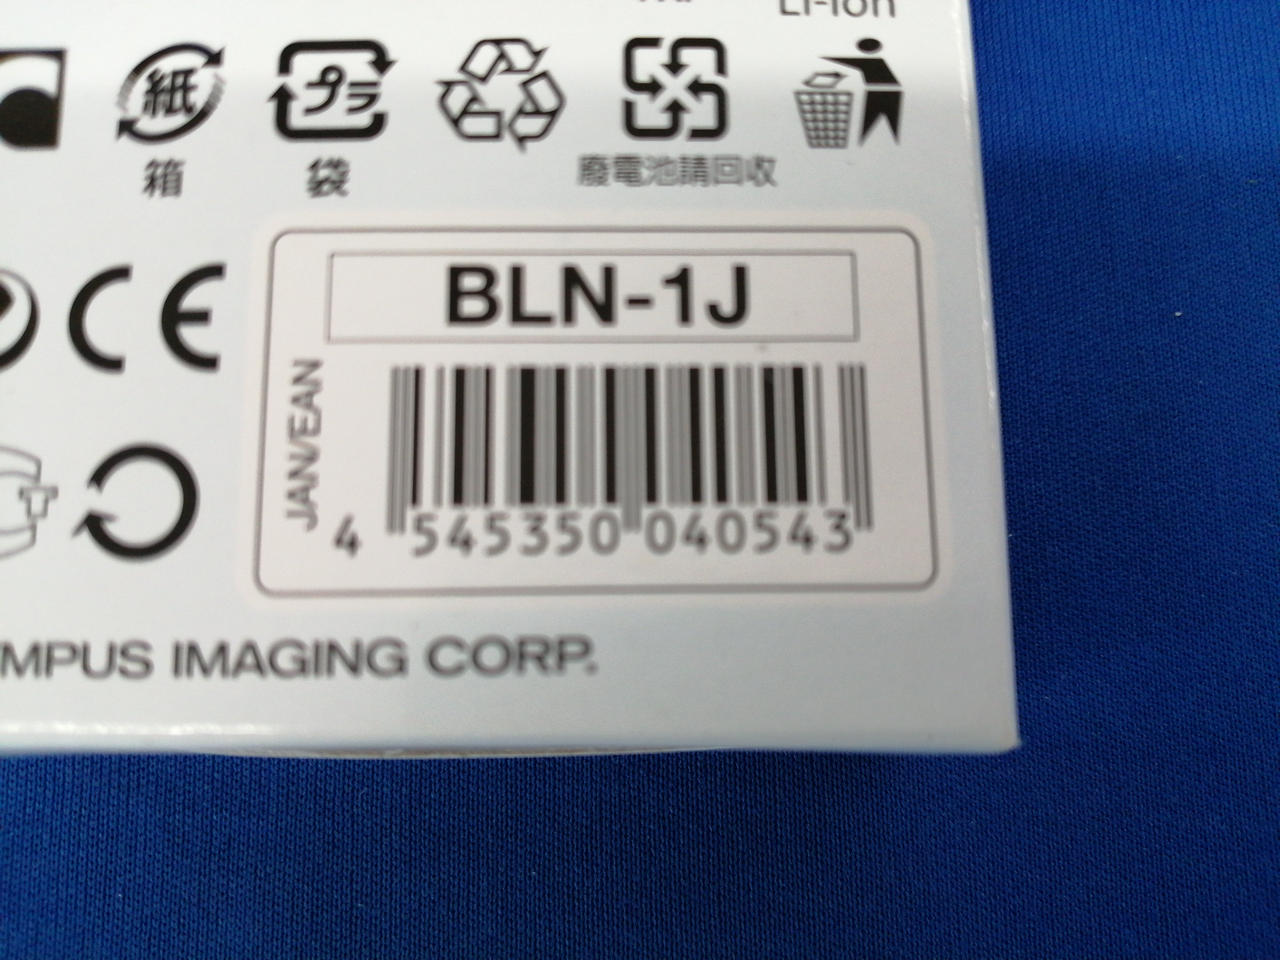 Li-ion
紙
プラ
箱
袋
廢電池請回收
BLN-1J
CE
JAN/EAN
4 545350 040543
MPUS IMAGING CORP.